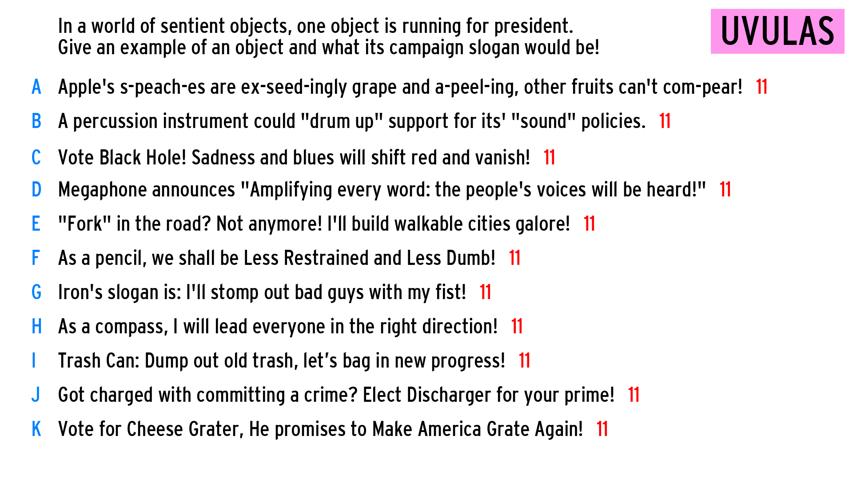 In a world of sentient objects, one object is running for president.
Give an example of an object and what its campaign slogan would be!
UVULAS
A Apple's s-peach-es are ex-seed-ingly grape and a-peel-ing, other fruits can't com-pear! 11
B A percussion instrument could "drum up" support for its' "sound" policies. 11
C Vote Black Hole! Sadness and blues will shift red and vanish! 11
D Megaphone announces "Amplifying every word: the people's voices will be heard!" 11
E "Fork" in the road? Not anymore! I'll build walkable cities galore! 11
F As a pencil, we shall be Less Restrained and Less Dumb! 11
G Iron's slogan is: I'll stomp out bad guys with my fist! 11
H As a compass, I will lead everyone in the right direction! 11
I Trash Can: Dump out old trash, let’s bag in new progress! 11
J Got charged with committing a crime? Elect Discharger for your prime! 11
K Vote for Cheese Grater, He promises to Make America Grate Again! 11